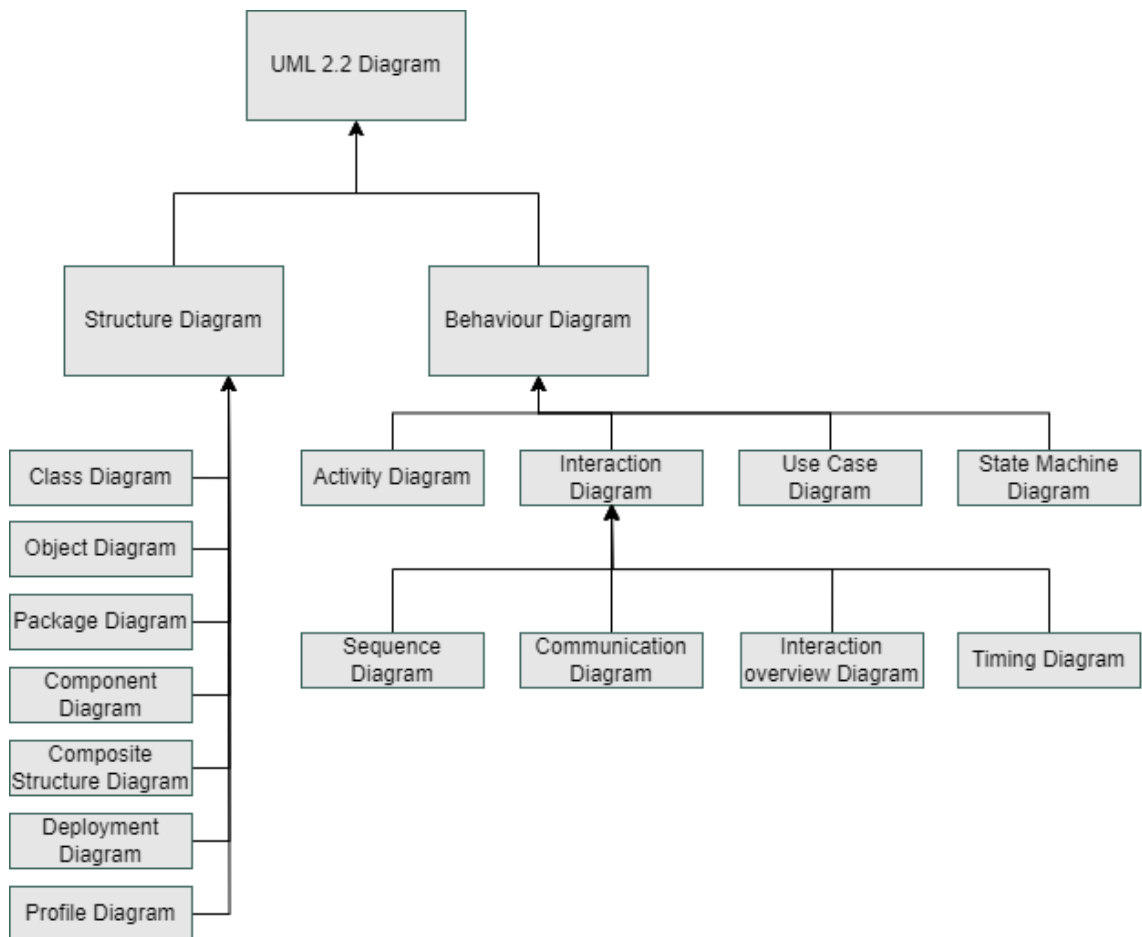 UML 2.2 Diagram
Structure Diagram
Behaviour Diagram
Class Diagram
Object Diagram
Package Diagram
Component
Diagram
Composite
Structure Diagram
Deployment
Diagram
Profile Diagram
Activity Diagram
Interaction
Diagram
Use Case
Diagram
State Machine
Diagram
Sequence
Diagram
Communication
Diagram
Interaction
overview Diagram
Timing Diagram